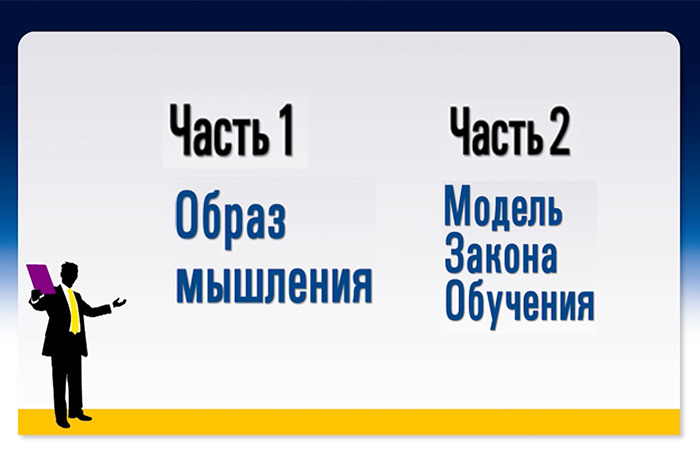 Часть 1
Образ
мышления
Часть 2
Модель
Закона
Обучения